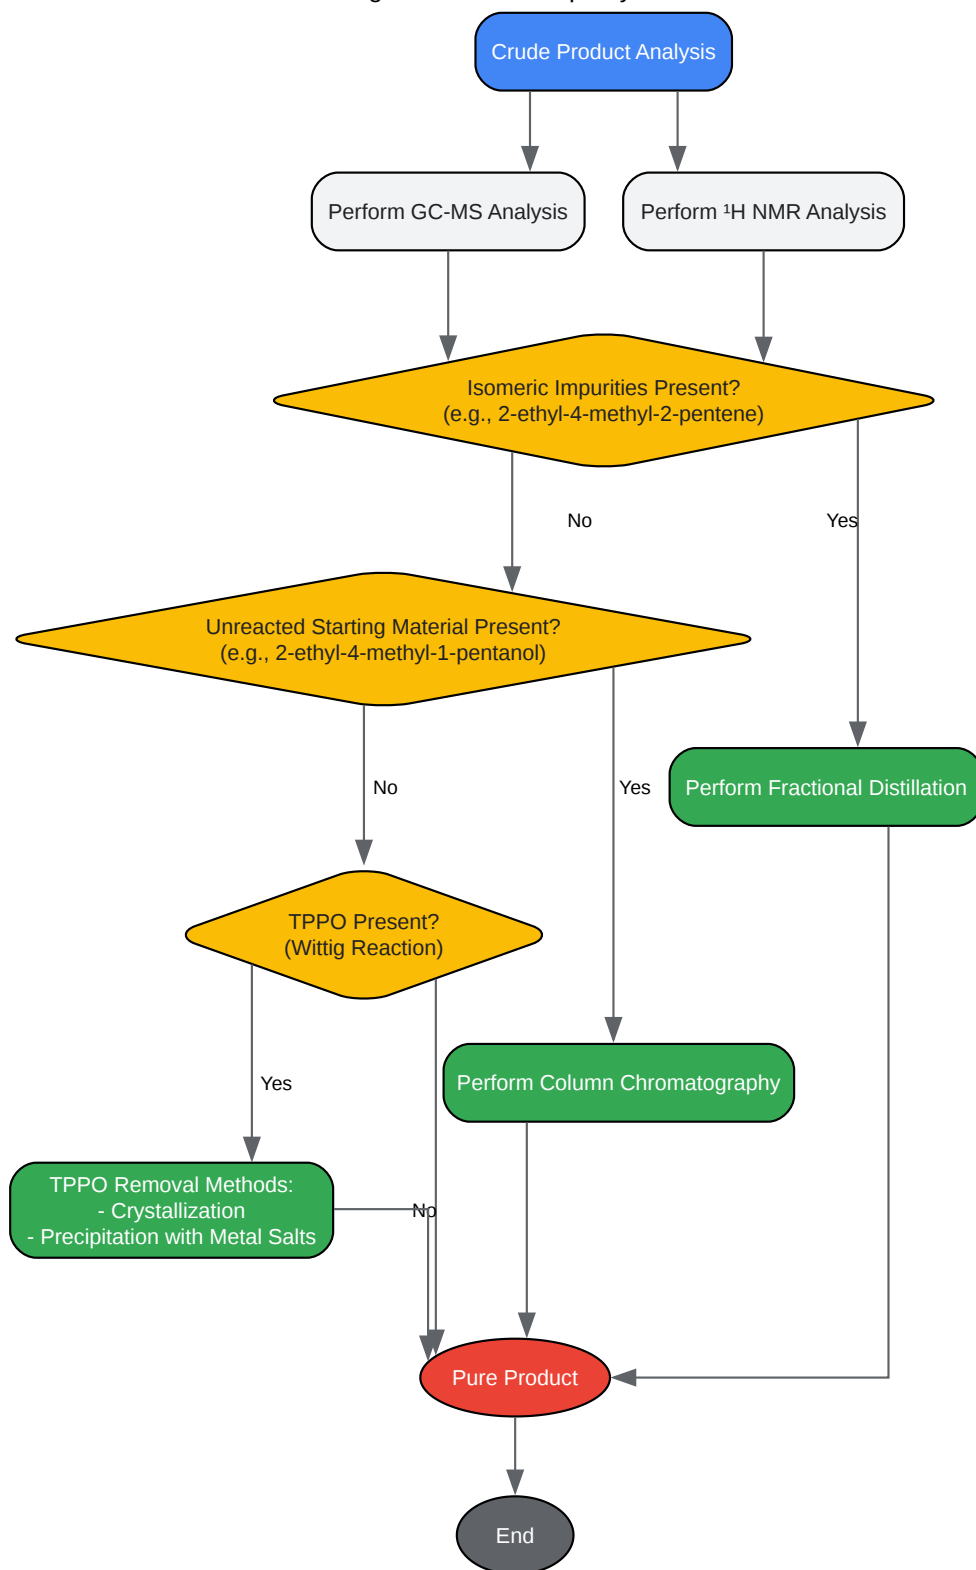 Crude Product Analysis
Perform GC-MS Analysis
Perform ¹H NMR Analysis
Isomeric Impurities Present?
(e.g., 2-ethyl-4-methyl-2-pentene)
No
Yes
Unreacted Starting Material Present?
(e.g., 2-ethyl-4-methyl-1-pentanol)
No
Yes
Perform Fractional Distillation
TPPO Present?
(Wittig Reaction)
Yes
Perform Column Chromatography
TPPO Removal Methods:
- Crystallization
- Precipitation with Metal Salts
No
Pure Product
End